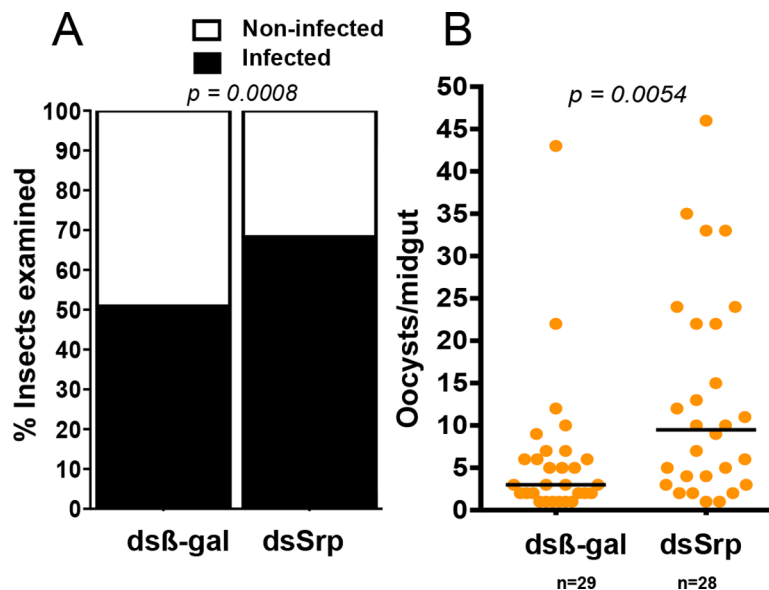 A
Non-infected
Infected
p = 0.0008
100
90
80
70
60
50
40
30
20
10
0
% Insects examined
dsß-gal dsSrp
B
p = 0.0054
50
45
40
35
30
25
20
15
10
5
0
Oocysts/midgut
dsß-gal dsSrp
n=29 n=28